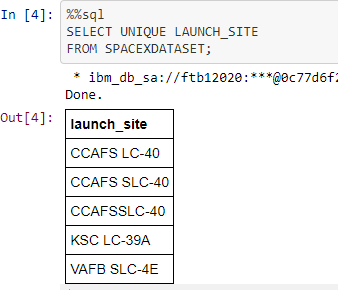 In [4]: %%sql
SELECT UNIQUE LAUNCH_SITE
FROM SPACEXDATASET;
* ibm_db_sa://ftb12020:***@0c77d6f2
Done.
Out[4]: launch_site
CCAFS LC-40
CCAFS SLC-40
CCAFSSLC-40
KSC LC-39A
VAFB SLC-4E